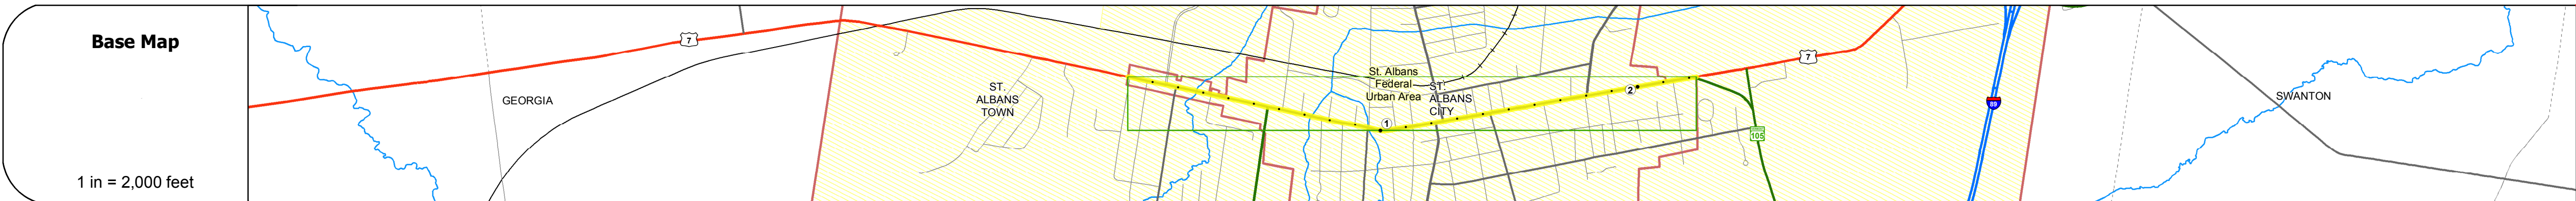 Base Map
1 in = 2,000 feet
7
GEORGIA
ST.
ALBANS
TOWN
St. Albans
Federal
Urban Area
ST.
ALBANS
CITY
1
2
7
105
89
SWANTON